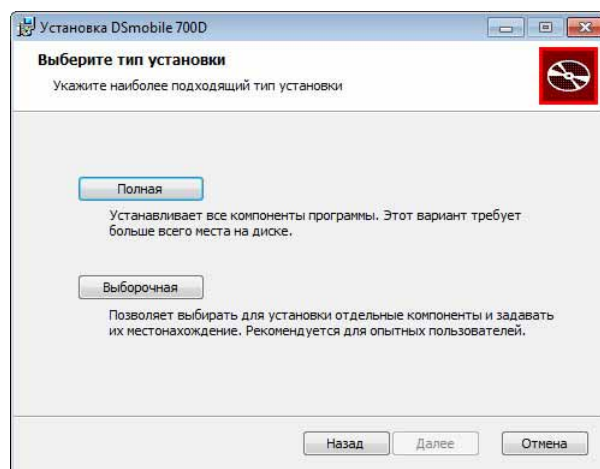 Установка DSmobile 700D
Выберите тип установки
Укажите наиболее подходящий тип установки
Полная
Устанавливает все компоненты программы. Этот вариант требует
больше всего места на диске.
Выборочная
Позволяет выбирать для установки отдельные компоненты и задавать
их местонахождение. Рекомендуется для опытных пользователей.
Назад Далее Отмена